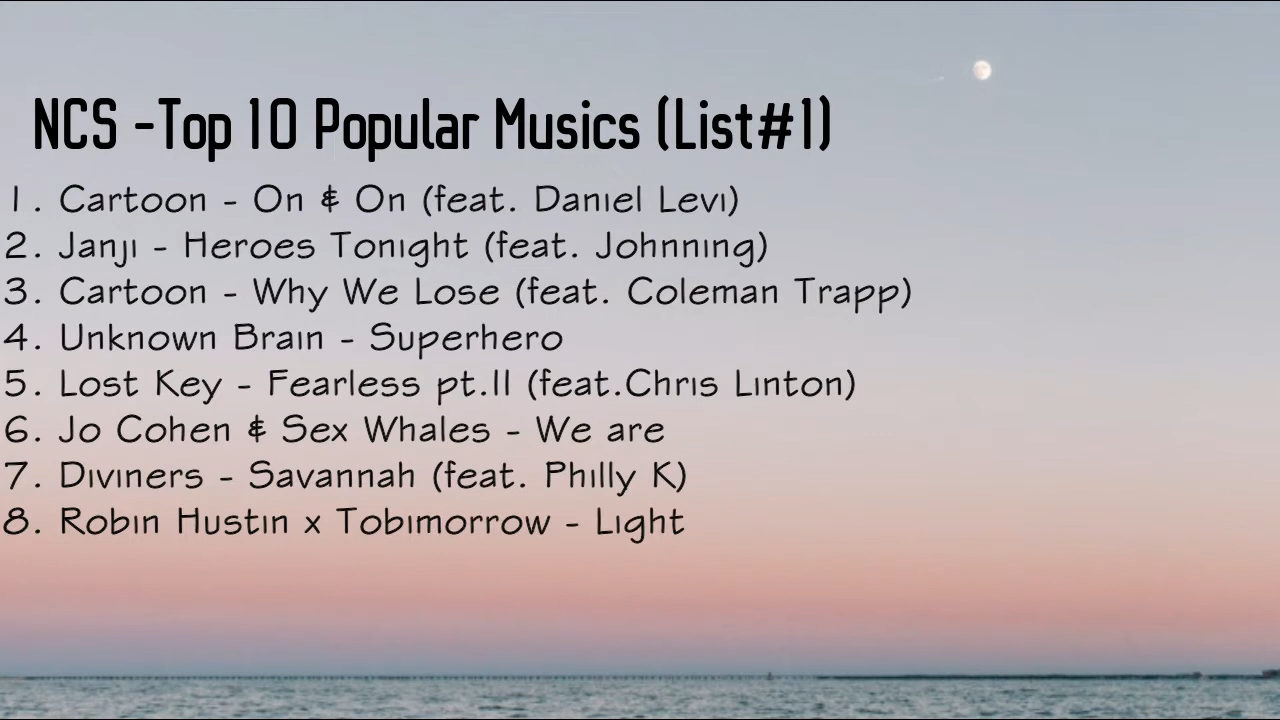 NCS -Top 10 Popular Musics (List#1)
1. Cartoon - On & On (feat. Daniel Levi)
2. Janji - Heroes Tonight (feat. Johnning)
3. Cartoon - Why We Lose (feat. Coleman Trapp)
4. Unknown Brain - Superhero
5. Lost Key - Fearless pt.II (feat.Chris Linton)
6. Jo Cohen & Sex Whales - We are
7. Diviners - Savannah (feat. Philly K)
8. Robin Hustin x Tobimorrow - Light